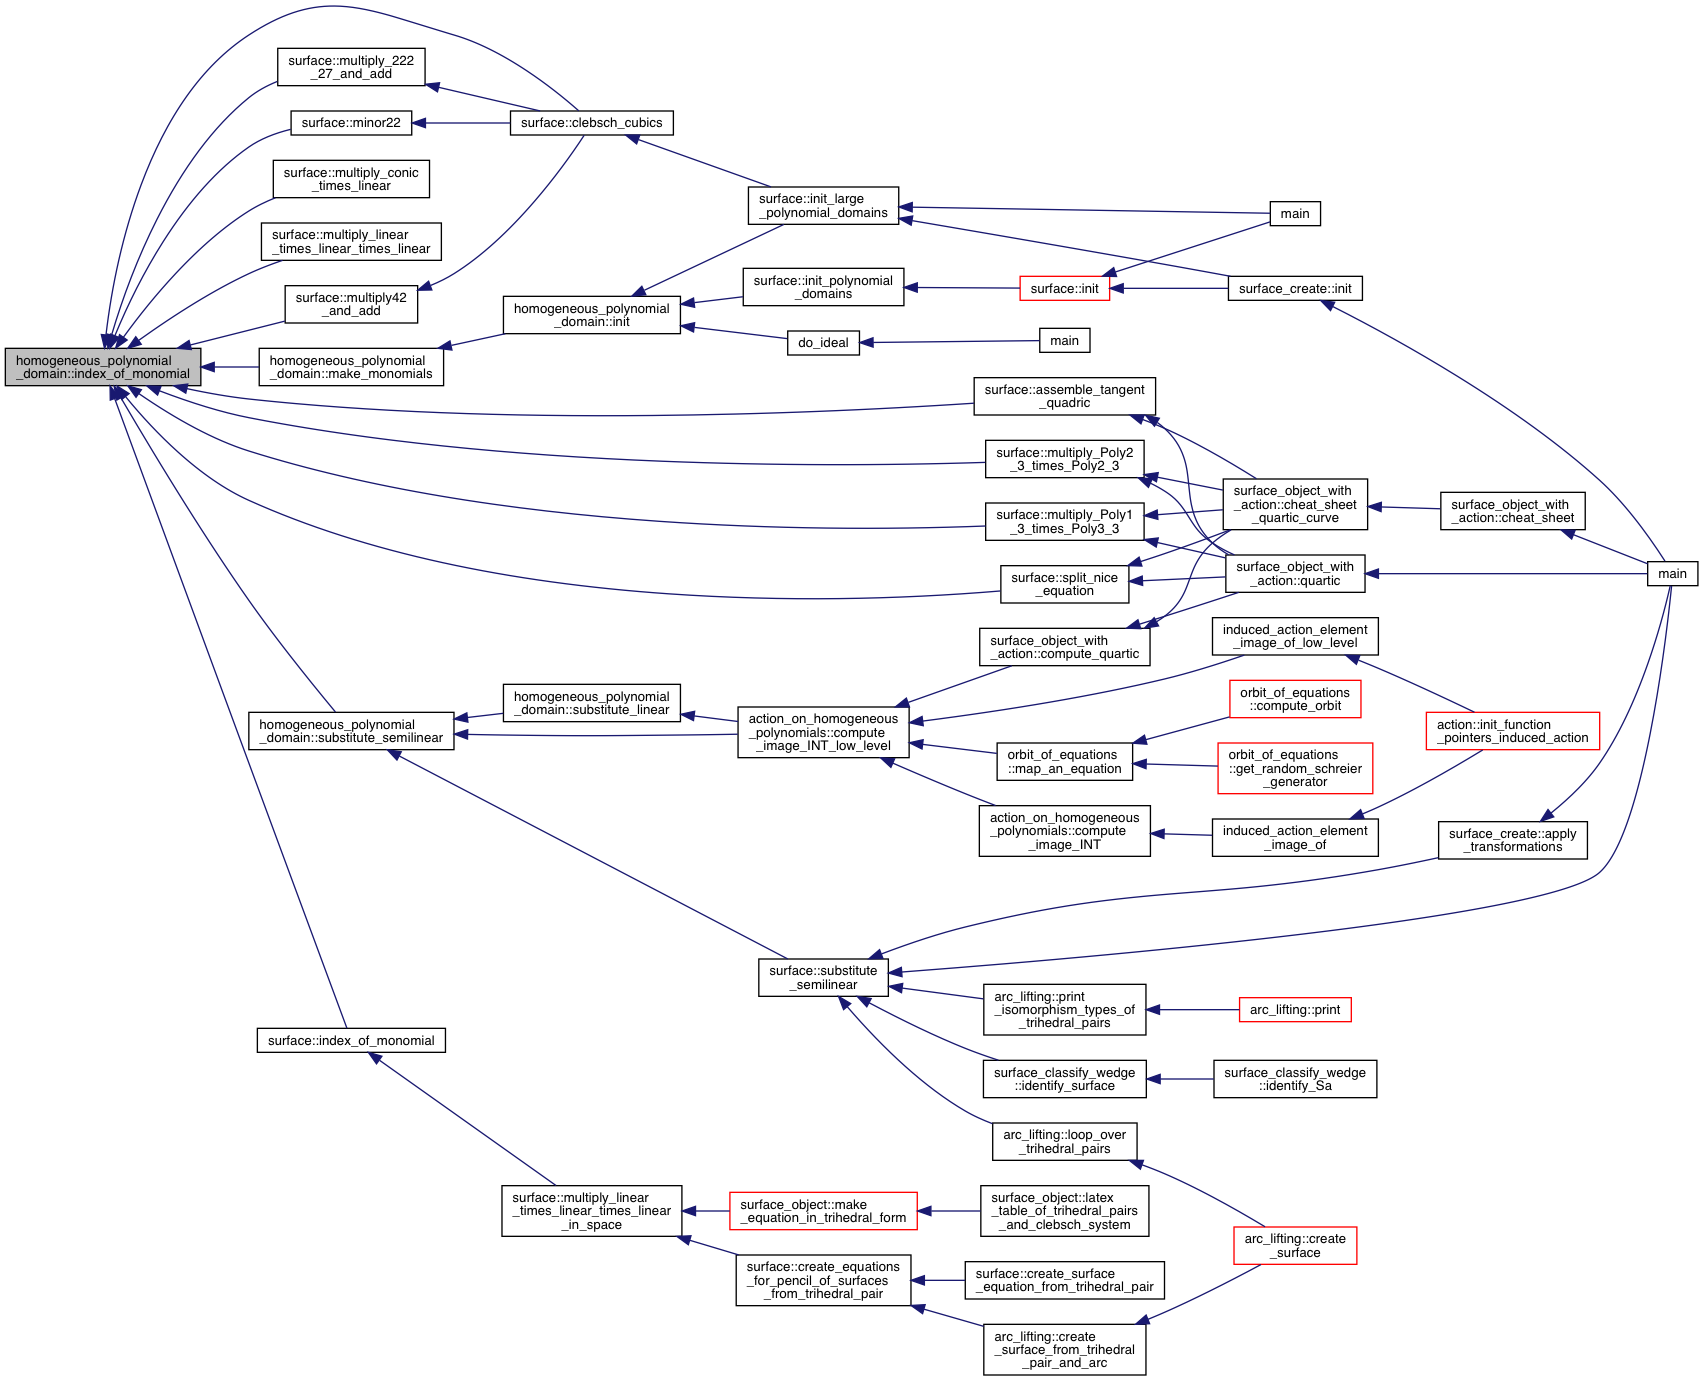 homogeneous_polynomial
_domain::index_of_monomial
surface::multiply_222
_27_and_add
surface::minor22
surface::multiply_conic
_times_linear
surface::multiply_linear
_times_linear_times_linear
surface::multiply42
_and_add
homogeneous_polynomial
_domain::make_monomials
homogeneous_polynomial
_domain::substitute_semilinear
surface::index_of_monomial
surface::clebsch_cubics
homogeneous_polynomial
_domain::init
homogeneous_polynomial
_domain::substitute_linear
surface::multiply_linear
_times_linear_times_linear
_in_space
surface::init_large
_polynomial_domains
surface::init_polynomial
_domains
do_ideal
action_on_homogeneous
_polynomials::compute
_image_INT_low_level
surface::substitute
_semilinear
surface_object::make
_equation_in_trihedral_form
surface::create_equations
_for_pencil_of_surfaces
_from_trihedral_pair
surface::init
main
surface::assemble_tangent
_quadric
surface::multiply_Poly2
_3_times_Poly2_3
surface::multiply_Poly1
_3_times_Poly3_3
surface::split_nice
_equation
surface_object_with
_action::compute_quartic
orbit_of_equations
::map_an_equation
action_on_homogeneous
_polynomials::compute
_image_INT
arc_lifting::print
_isomorphism_types_of
_trihedral_pairs
surface_classify_wedge
::identify_surface
arc_lifting::loop_over
_trihedral_pairs
surface_object::latex
_table_of_trihedral_pairs
_and_clebsch_system
surface::create_surface
_equation_from_trihedral_pair
arc_lifting::create
_surface_from_trihedral
_pair_and_arc
main
surface_create::init
surface_object_with
_action::cheat_sheet
_quartic_curve
surface_object_with
_action::quartic
induced_action_element
_image_of_low_level
orbit_of_equations
::compute_orbit
orbit_of_equations
::get_random_schreier
_generator
induced_action_element
_image_of
arc_lifting::print
surface_classify_wedge
::identify_Sa
arc_lifting::create
_surface
surface_object_with
_action::cheat_sheet
action::init_function
_pointers_induced_action
surface_create::apply
_transformations
main